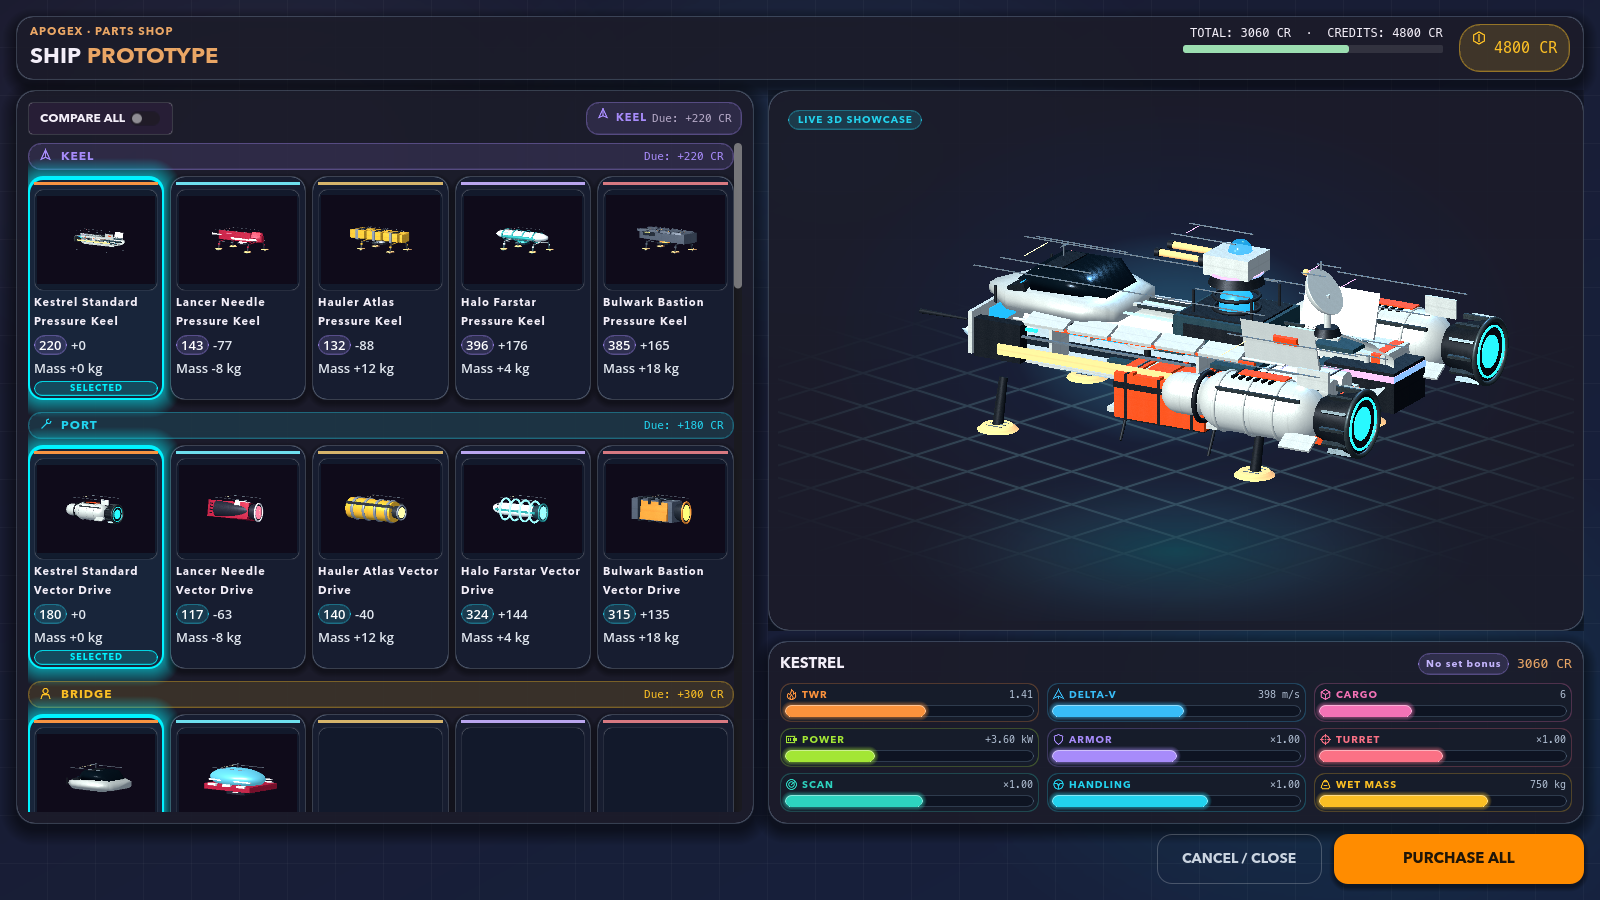 APOGEX · PARTS SHOP
SHIP PROTOTYPE
TOTAL: 3060 CR · CREDITS: 4800 CR
4800 CR
COMPARE ALL
KEEL Due: +220 CR
KEEL
Due: +220 CR
Kestrel Standard
Pressure Keel
220 +0
Mass +0 kg
SELECTED
Lancer Needle
Pressure Keel
143 -77
Mass -8 kg
Hauler Atlas
Pressure Keel
132 -88
Mass +12 kg
Halo Farstar
Pressure Keel
396 +176
Mass +4 kg
Bulwark Bastion
Pressure Keel
385 +165
Mass +18 kg
PORT
Due: +180 CR
Kestrel Standard
Vector Drive
180 +0
Mass +0 kg
SELECTED
Lancer Needle
Vector Drive
117 -63
Mass -8 kg
Hauler Atlas Vector
Drive
140 -40
Mass +12 kg
Halo Farstar Vector
Drive
324 +144
Mass +4 kg
Bulwark Bastion
Vector Drive
315 +135
Mass +18 kg
BRIDGE
Due: +300 CR
LIVE 3D SHOWCASE
KESTREL
No set bonus
3060 CR
TWR
1.41
DELTA-V
398 m/s
CARGO
6
POWER
+3.60 kW
ARMOR
×1.00
TURRET
×1.00
SCAN
×1.00
HANDLING
×1.00
WET MASS
750 kg
CANCEL / CLOSE
PURCHASE ALL